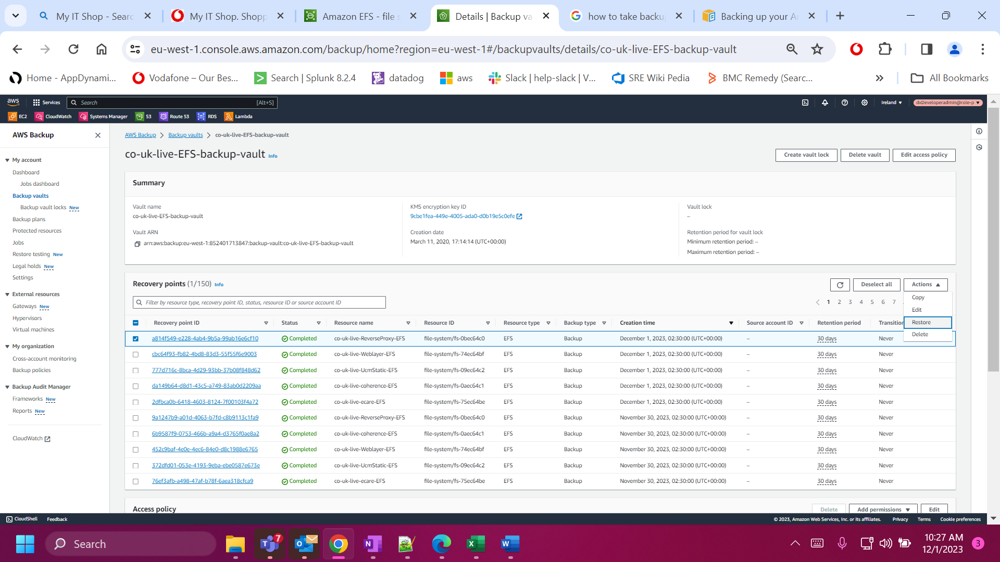 My IT Shop - Searc
My IT Shop. Shopp
Amazon EFS - file s
Details | Backup va
how to take backu
Backing up your A
eu-west-1.console.aws.amazon.com/backup/home?region=eu-west-1#/backupvaults/details/co-uk-live-EFS-backup-vault
Home - AppDynami...
Vodafone – Our Bes...
Search | Splunk 8.2.4
datadog
aws
Slack | help-slack | V...
SRE Wiki Pedia
BMC Remedy (Searc...
All Bookmarks
aws
Services
Search
[Alt+S]
Ireland
dxDeveloperadmin@role-p
EC2
CloudWatch
Systems Manager
S3
Route 53
RDS
Lambda
AWS Backup
My account
Dashboard
Jobs dashboard
Backup vaults
Backup vault locks New
Backup plans
Protected resources
Jobs
Restore testing New
Legal holds New
Settings
External resources
Gateways New
Hypervisors
Virtual machines
My organization
Cross-account monitoring
Backup policies
Backup Audit Manager
Frameworks New
Reports New
CloudWatch
AWS Backup
Backup vaults
co-uk-live-EFS-backup-vault
co-uk-live-EFS-backup-vault Info
Create vault lock
Delete vault
Edit access policy
Summary
Vault name
co-uk-live-EFS-backup-vault
Vault ARN
arn:aws:backup:eu-west-1:852401713847:backup-vault:co-uk-live-EFS-backup-vault
KMS encryption key ID
9cbe1fea-449e-4005-ada0-d0b19e5c0efe
Creation date
March 11, 2020, 17:14:14 (UTC+00:00)
Vault lock
–
Retention period for vault lock
Minimum retention period: –
Maximum retention period: –
Recovery points (1/150) Info
Deselect all
Actions
Filter by resource type, recovery point ID, status, resource ID or source account ID
1 2 3 4 5 6 7
Copy
Edit
Restore
Delete
Recovery point ID Status Resource name Resource ID Resource type Backup type Creation time Source account ID Retention period Transition
a814f549-e228-4ab4-9b5a-99ab16e6cf10 Completed co-uk-live-ReverseProxy-EFS file-system/fs-0bec64c0 EFS Backup December 1, 2023, 02:30:00 (UTC+00:00) – 30 days Never
cbc64f93-fb82-4bd8-83d3-55f55f6e9003 Completed co-uk-live-Weblayer-EFS file-system/fs-74ec64bf EFS Backup December 1, 2023, 02:30:00 (UTC+00:00) – 30 days Never
777d716c-8bca-4d29-93bb-37b08f848d62 Completed co-uk-live-UcmStatic-EFS file-system/fs-09ec64c2 EFS Backup December 1, 2023, 02:30:00 (UTC+00:00) – 30 days Never
da149b64-d8d1-43c5-a749-83ab0d2209aa Completed co-uk-live-coherence-EFS file-system/fs-0aec64c1 EFS Backup December 1, 2023, 02:30:00 (UTC+00:00) – 30 days Never
2dfbca0b-6418-4603-8124-7f00103f4a72 Completed co-uk-live-ecare-EFS file-system/fs-75ec64be EFS Backup December 1, 2023, 02:30:00 (UTC+00:00) – 30 days Never
9a1247b9-a01d-4063-b7fd-c8b9113c1fa9 Completed co-uk-live-ReverseProxy-EFS file-system/fs-0bec64c0 EFS Backup November 30, 2023, 02:30:00 (UTC+00:00) – 30 days Never
6b9587f9-0753-466b-a9a4-d3765f0ae8a2 Completed co-uk-live-coherence-EFS file-system/fs-0aec64c1 EFS Backup November 30, 2023, 02:30:00 (UTC+00:00) – 30 days Never
452c9baf-4e0e-4ec6-84e0-d8c1988e6765 Completed co-uk-live-Weblayer-EFS file-system/fs-74ec64bf EFS Backup November 30, 2023, 02:30:00 (UTC+00:00) – 30 days Never
372dfd01-053e-4193-9eba-ebe0587e673e Completed co-uk-live-UcmStatic-EFS file-system/fs-09ec64c2 EFS Backup November 30, 2023, 02:30:00 (UTC+00:00) – 30 days Never
76ef3afb-a498-47af-b78f-6aea318cfca9 Completed co-uk-live-ecare-EFS file-system/fs-75ec64be EFS Backup November 30, 2023, 02:30:00 (UTC+00:00) – 30 days Never
Access policy
Delete
Add permissions
Edit
CloudShell
Feedback
© 2023, Amazon Web Services, Inc. or its affiliates.
Privacy
Terms
Cookie preferences
Search
7
10:27 AM
12/1/2023
3